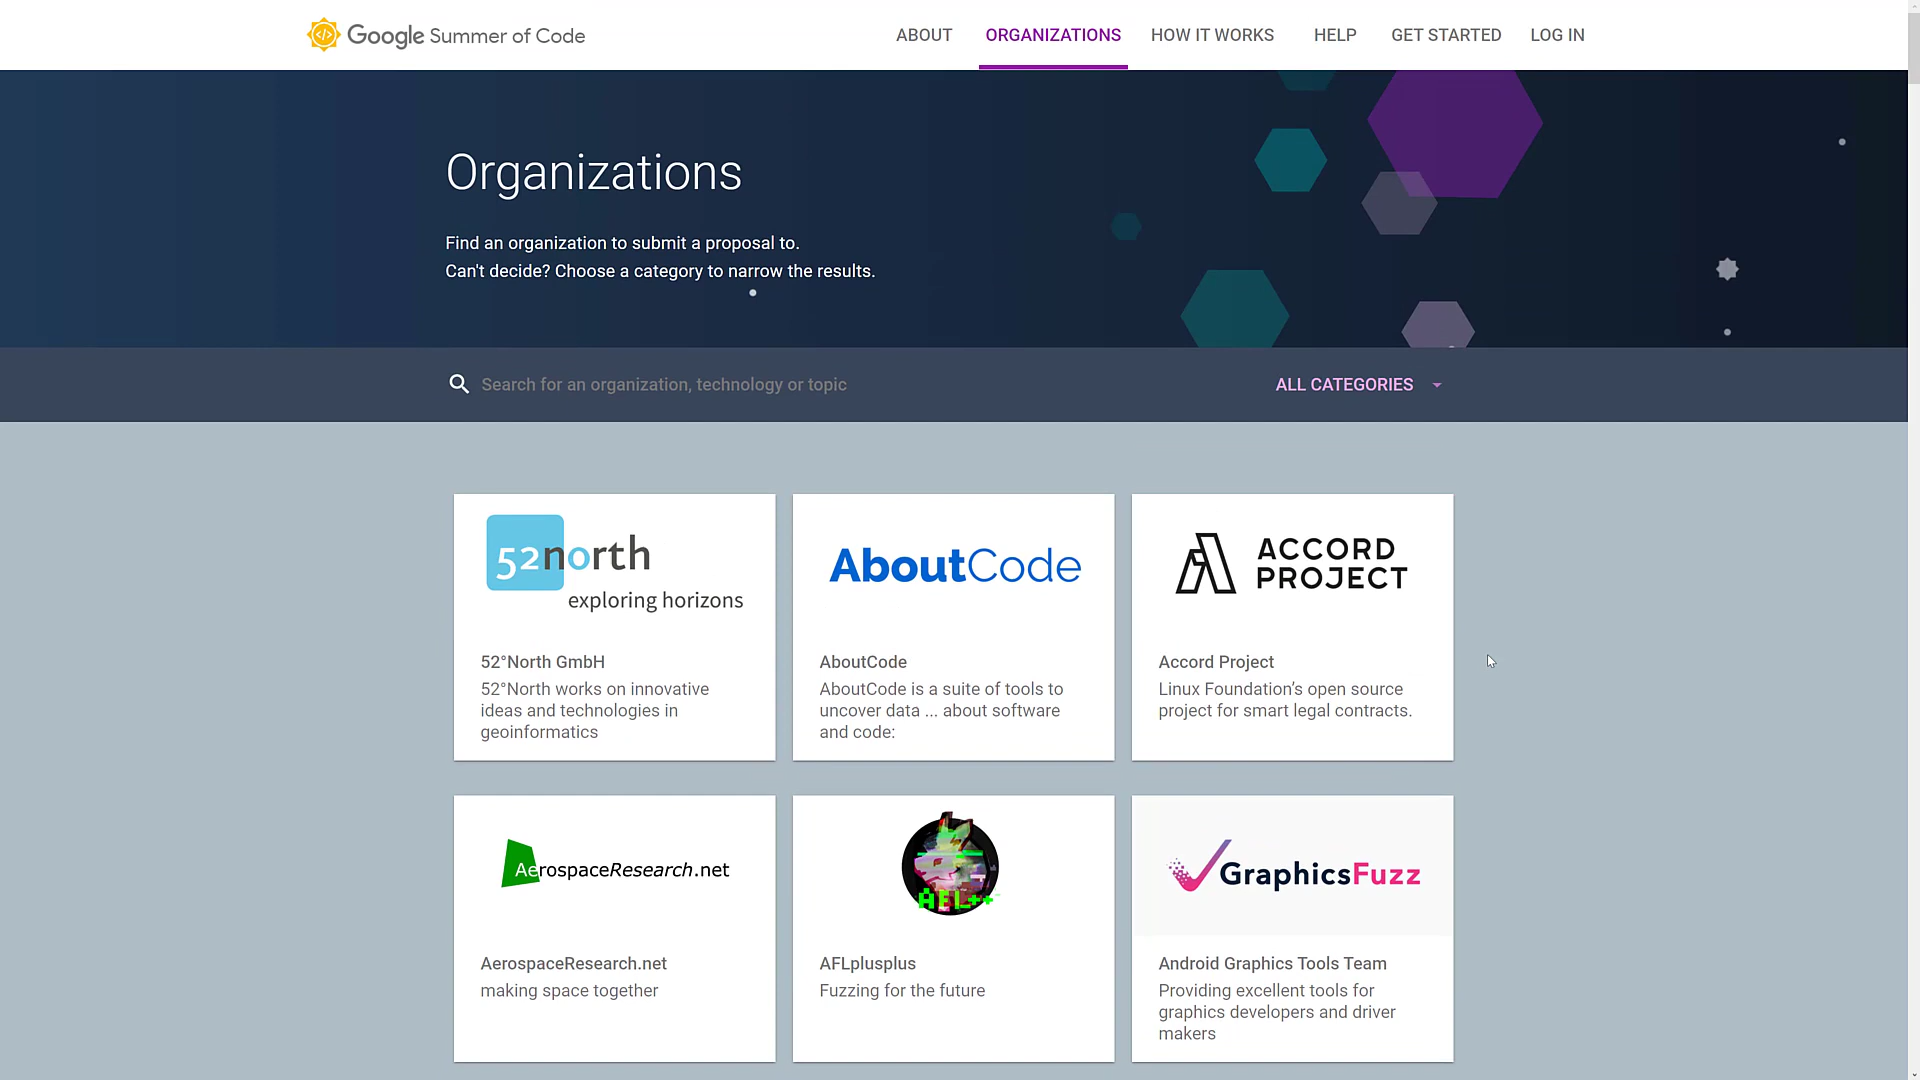 Google Summer of Code
ABOUT
ORGANIZATIONS
HOW IT WORKS
HELP
GET STARTED
LOG IN
Organizations
Find an organization to submit a proposal to.
Can't decide? Choose a category to narrow the results.
Search for an organization, technology or topic
ALL CATEGORIES
52north
exploring horizons
52°North GmbH
52°North works on innovative
ideas and technologies in
geoinformatics
AboutCode
AboutCode
AboutCode is a suite of tools to
uncover data ... about software
and code:
ACCORD
PROJECT
Accord Project
Linux Foundation’s open source
project for smart legal contracts.
AerospaceResearch.net
AerospaceResearch.net
making space together
AFL++
AFLplusplus
Fuzzing for the future
GraphicsFuzz
Android Graphics Tools Team
Providing excellent tools for
graphics developers and driver
makers